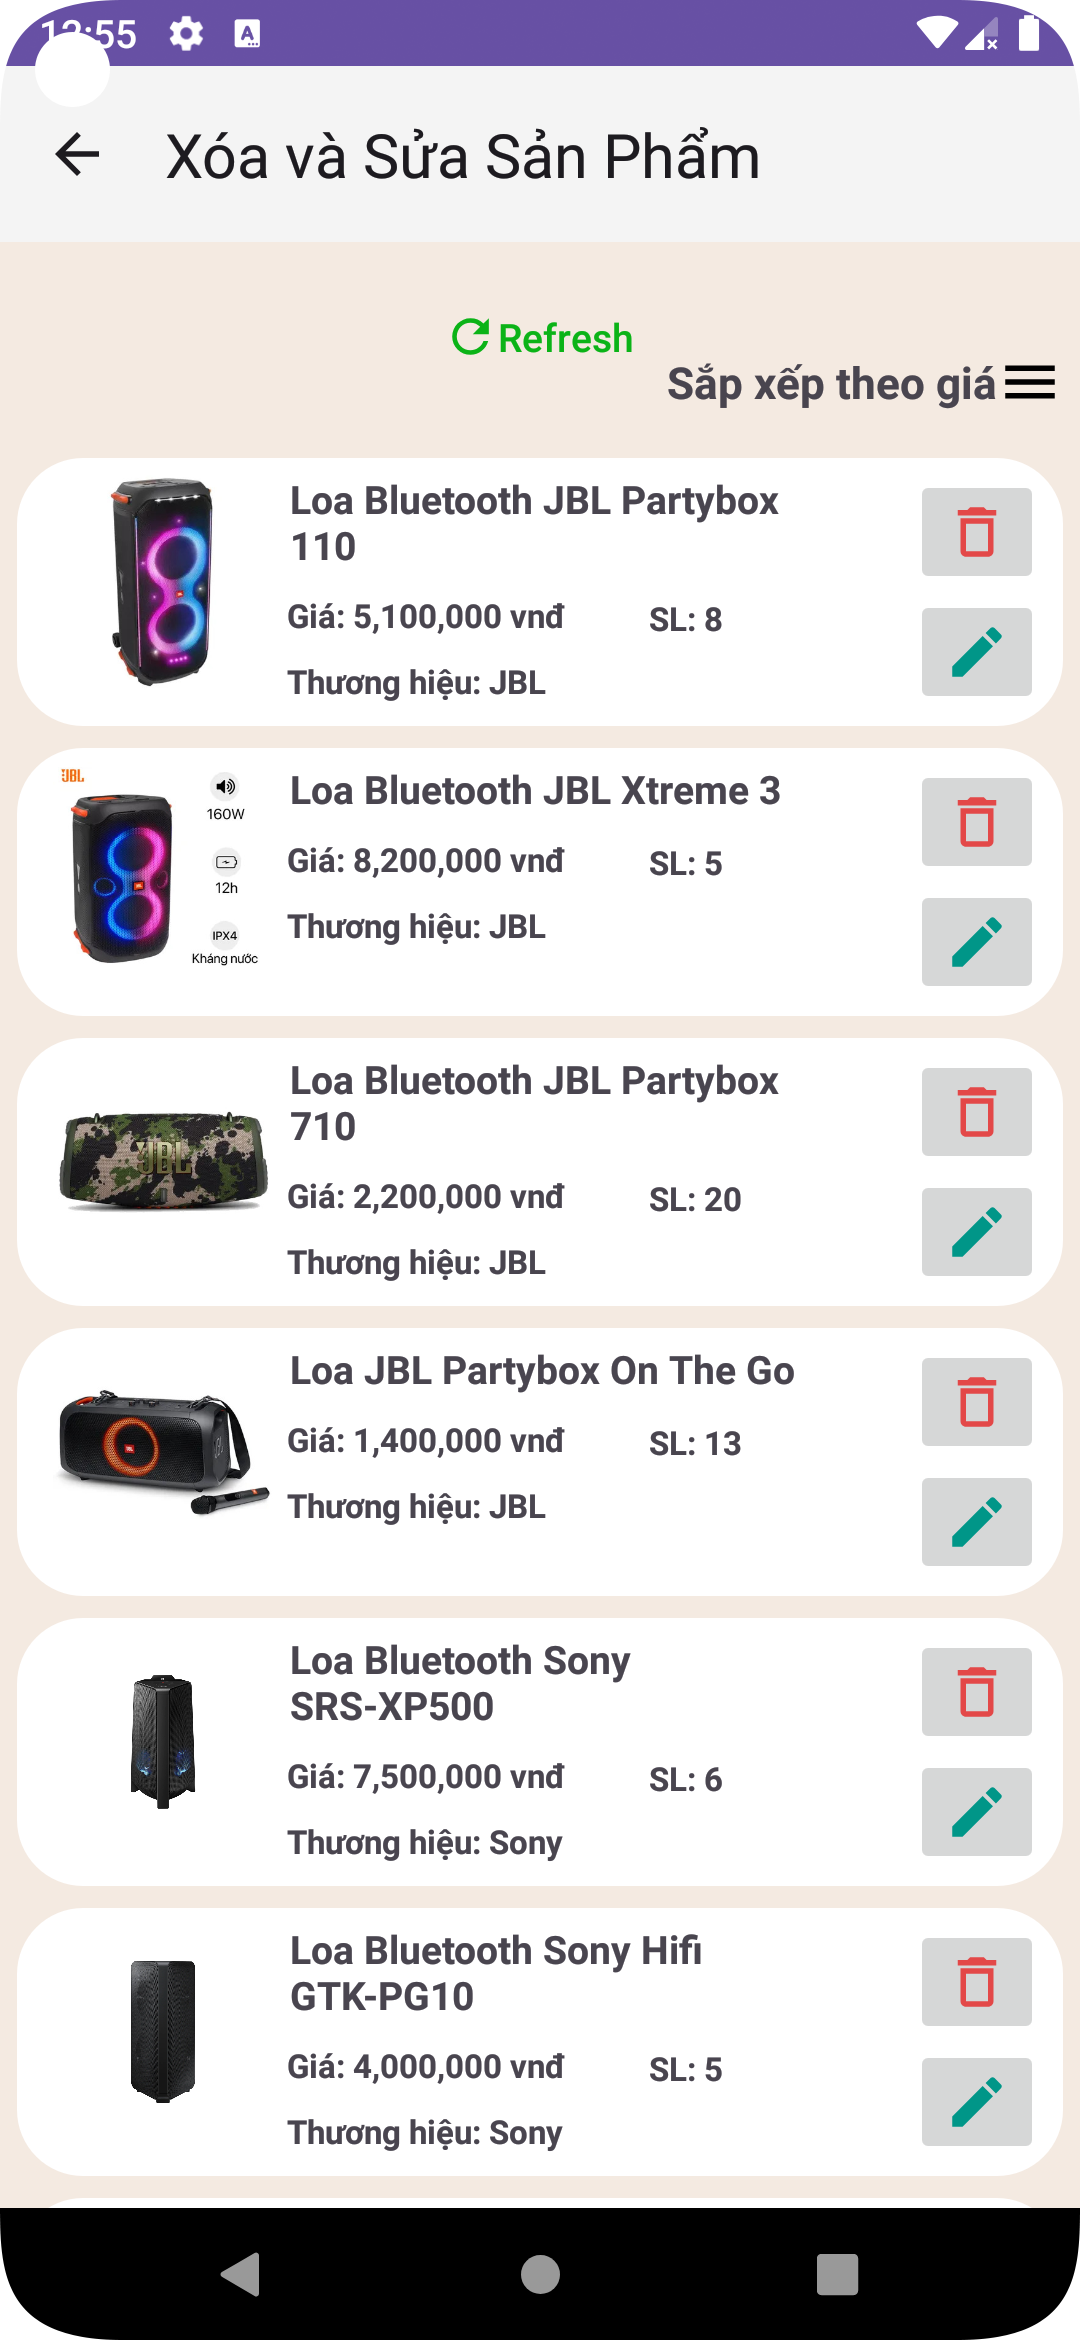 12:55
Xóa và Sửa Sản Phẩm
Refresh
Sắp xếp theo giá
Loa Bluetooth JBL Partybox
110
Giá: 5,100,000 vnđ
SL: 8
Thương hiệu: JBL
JBL
160W
12h
IPX4
Kháng nước
Loa Bluetooth JBL Xtreme 3
Giá: 8,200,000 vnđ
SL: 5
Thương hiệu: JBL
JBL
Loa Bluetooth JBL Partybox
710
Giá: 2,200,000 vnđ
SL: 20
Thương hiệu: JBL
Loa JBL Partybox On The Go
Giá: 1,400,000 vnđ
SL: 13
Thương hiệu: JBL
Loa Bluetooth Sony
SRS-XP500
Giá: 7,500,000 vnđ
SL: 6
Thương hiệu: Sony
Loa Bluetooth Sony Hifi
GTK-PG10
Giá: 4,000,000 vnđ
SL: 5
Thương hiệu: Sony